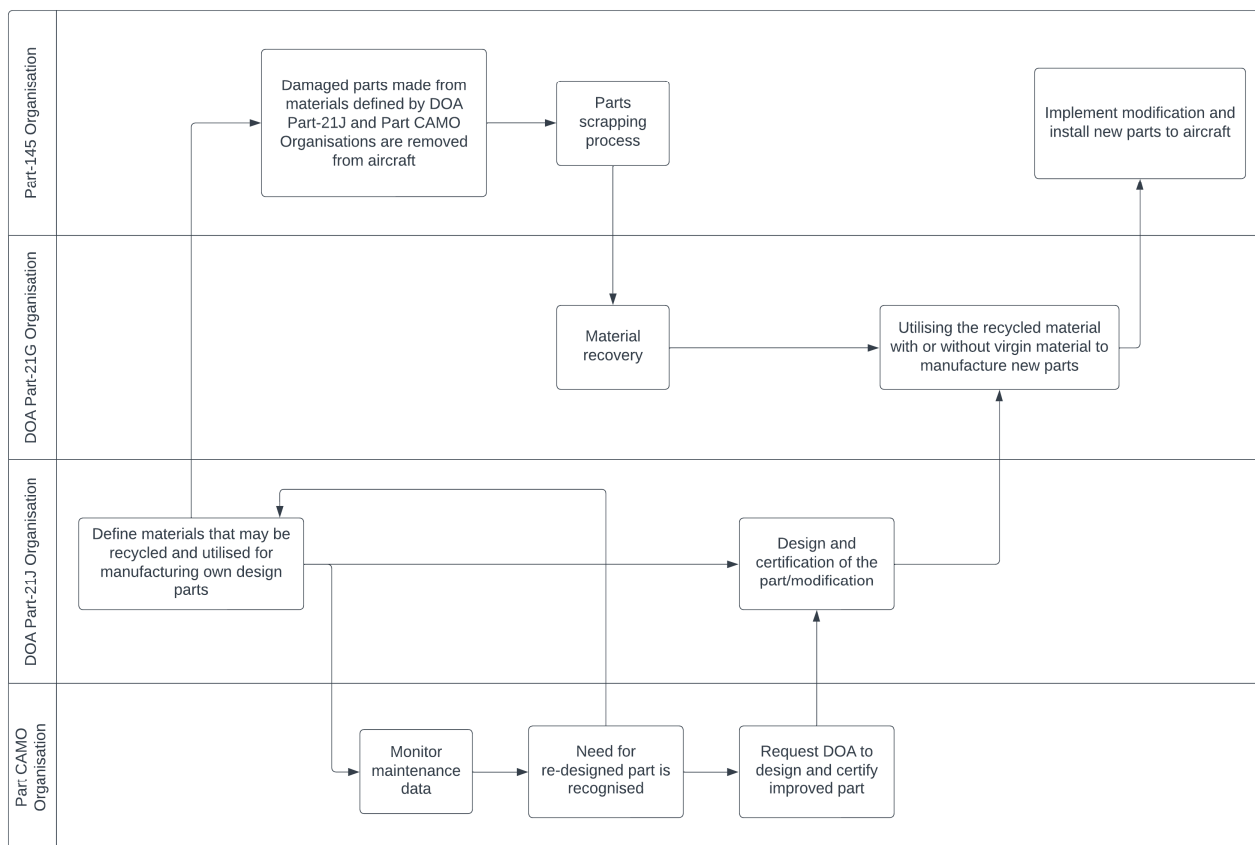 Part-145 Organisation
Damaged parts made from
materials defined by DOA
Part-21J and Part CAMO
Organisations are removed
from aircraft
Parts
scrapping
process
Implement modification and
install new parts to aircraft
DOA Part-21G Organisation
Material
recovery
Utilising the recycled material
with or without virgin material to
manufacture new parts
DOA Part-21J Organisation
Define materials that may be
recycled and utilised for
manufacturing own design
parts
Design and
certification of the
part/modification
Part CAMO
Organisation
Monitor
maintenance
data
Need for
re-designed part is
recognised
Request DOA to
design and certify
improved part